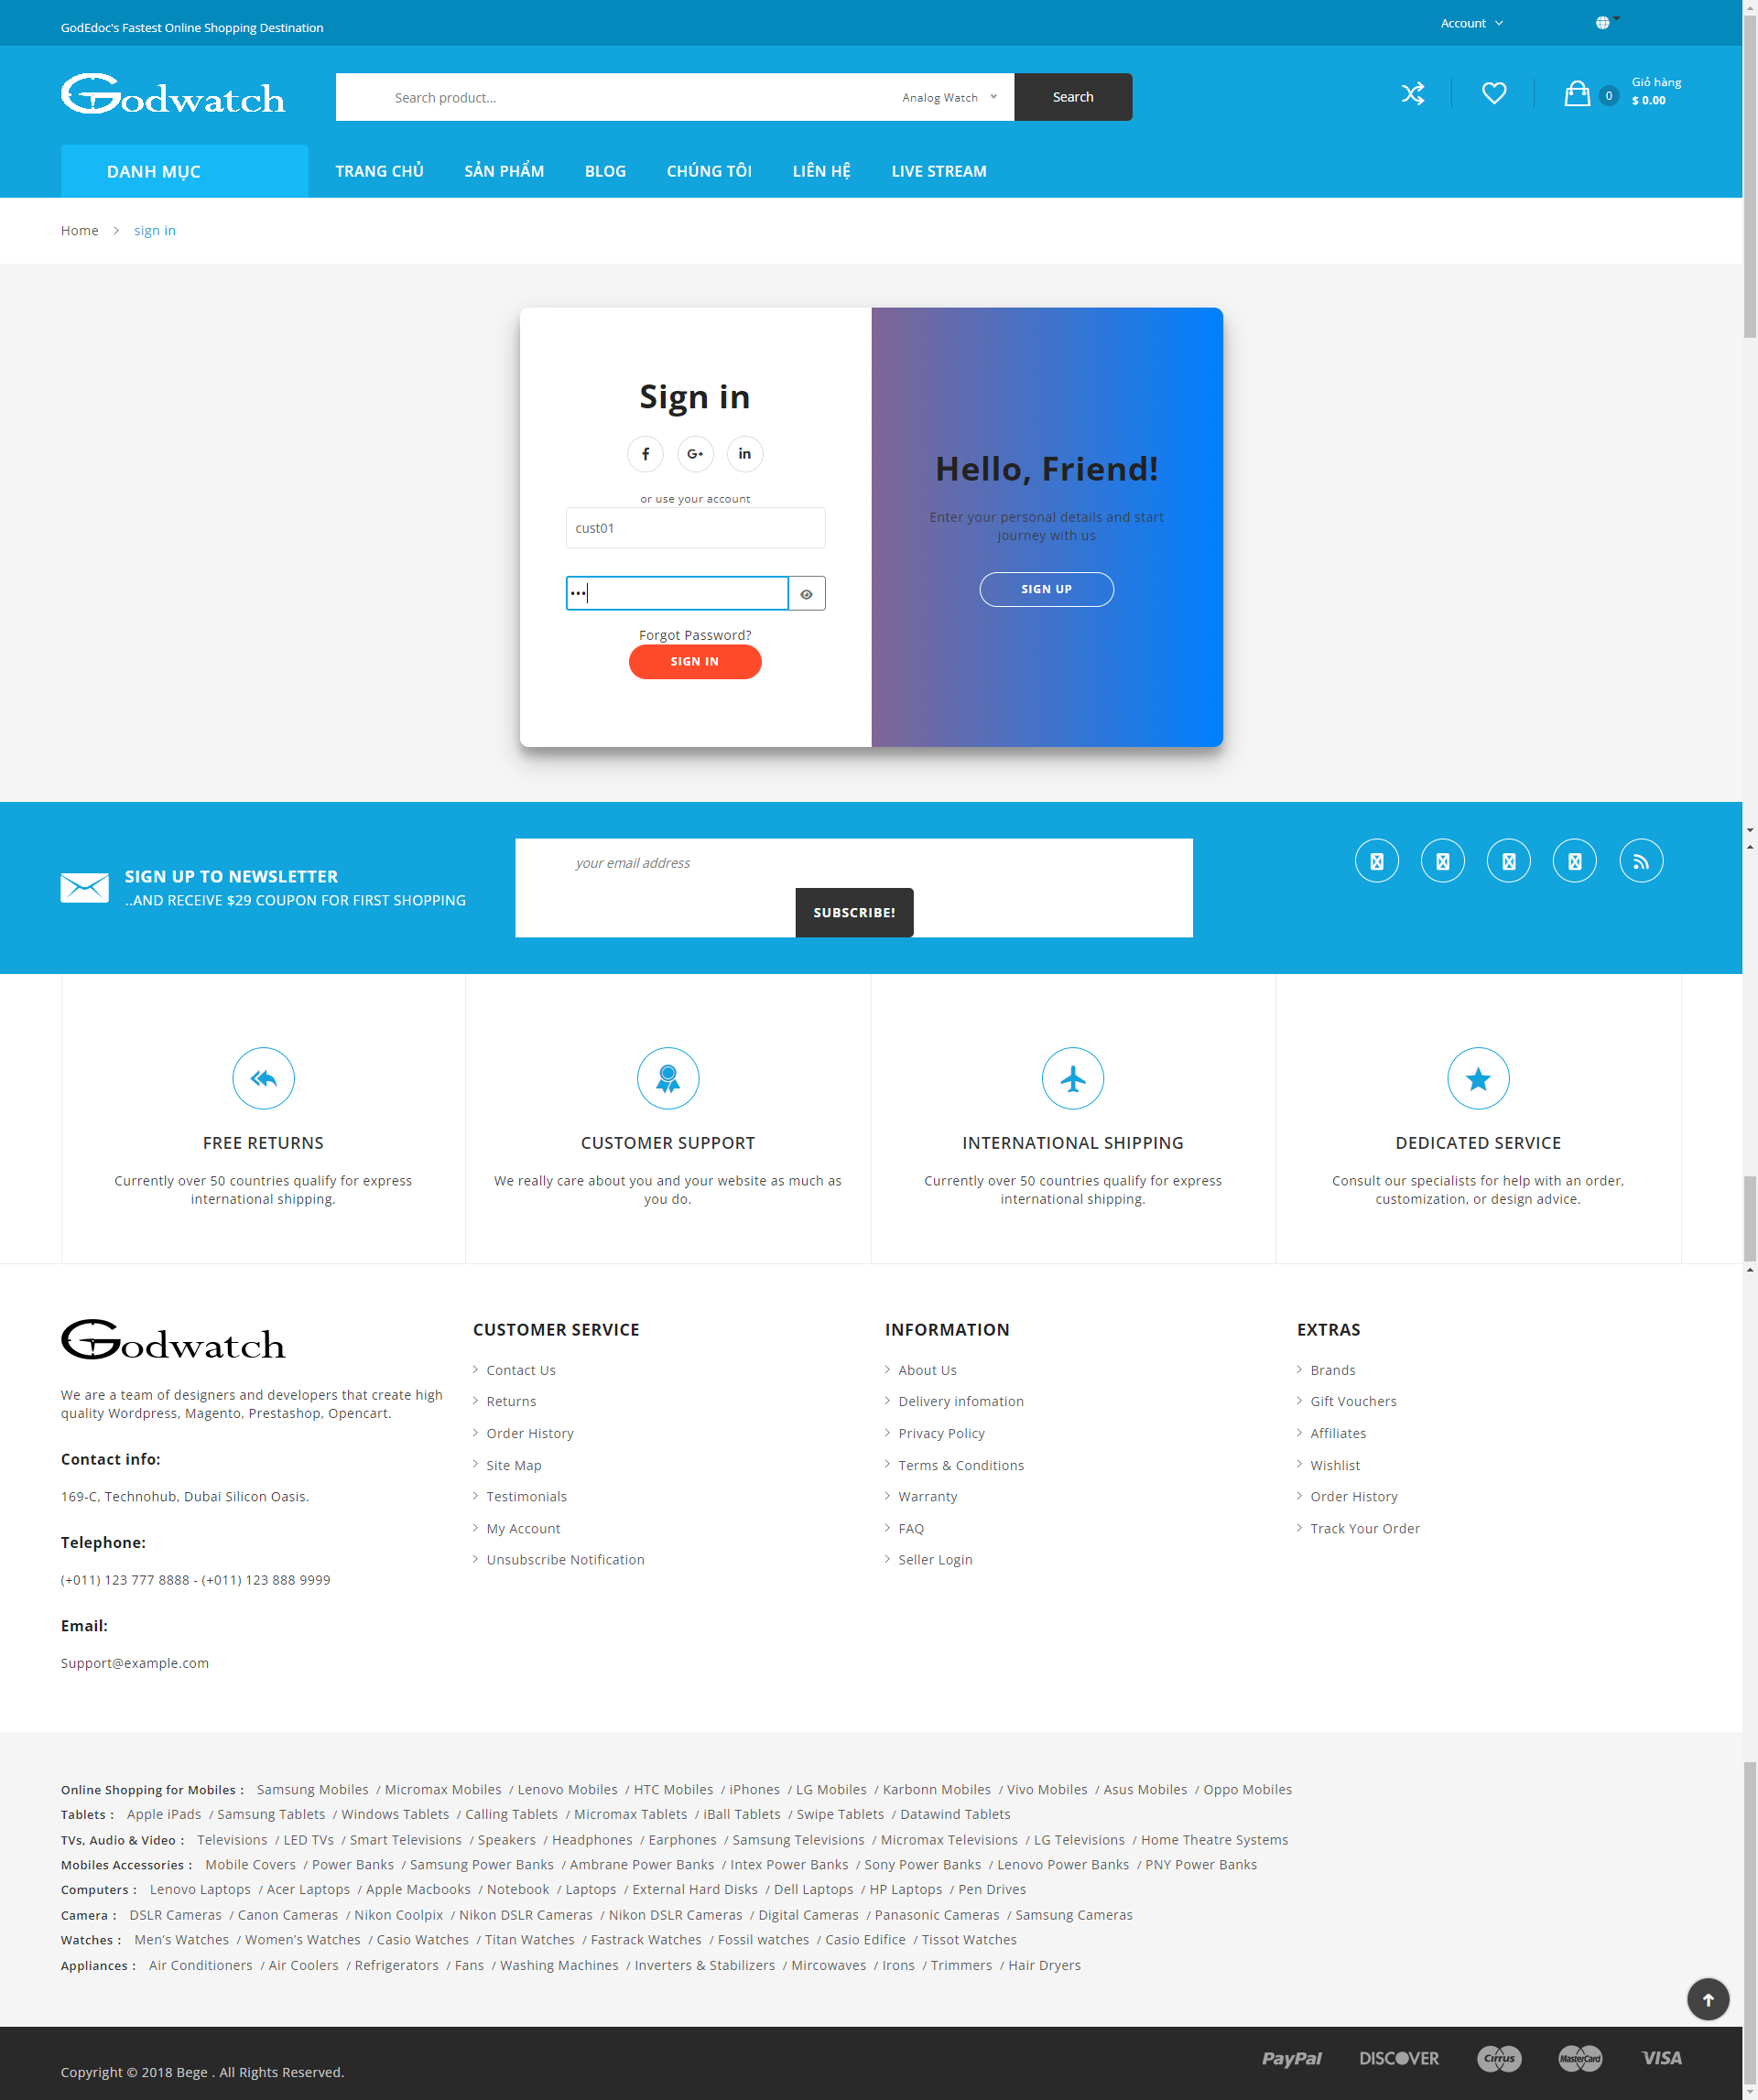 GodEdoc's Fastest Online Shopping Destination
Account
Godwatch
Search product...
Analog Watch
Search
0
Giỏ hàng
$ 0.00
DANH MỤC
TRANG CHỦ
SẢN PHẨM
BLOG
CHÚNG TÔI
LIÊN HỆ
LIVE STREAM
Home
sign in
Sign in
or use your account
cust01
Forgot Password?
SIGN IN
Hello, Friend!
Enter your personal details and start
journey with us
SIGN UP
SIGN UP TO NEWSLETTER
..AND RECEIVE $29 COUPON FOR FIRST SHOPPING
your email address
SUBSCRIBE!
FREE RETURNS
Currently over 50 countries qualify for express
international shipping.
CUSTOMER SUPPORT
We really care about you and your website as much as
you do.
INTERNATIONAL SHIPPING
Currently over 50 countries qualify for express
international shipping.
DEDICATED SERVICE
Consult our specialists for help with an order,
customization, or design advice.
Godwatch
We are a team of designers and developers that create high
quality Wordpress, Magento, Prestashop, Opencart.
Contact info:
169-C, Technohub, Dubai Silicon Oasis.
Telephone:
(+011) 123 777 8888 - (+011) 123 888 9999
Email:
Support@example.com
CUSTOMER SERVICE
Contact Us
Returns
Order History
Site Map
Testimonials
My Account
Unsubscribe Notification
INFORMATION
About Us
Delivery infomation
Privacy Policy
Terms & Conditions
Warranty
FAQ
Seller Login
EXTRAS
Brands
Gift Vouchers
Affiliates
Wishlist
Order History
Track Your Order
Online Shopping for Mobiles : Samsung Mobiles / Micromax Mobiles / Lenovo Mobiles / HTC Mobiles / iPhones / LG Mobiles / Karbonn Mobiles / Vivo Mobiles / Asus Mobiles / Oppo Mobiles
Tablets : Apple iPads / Samsung Tablets / Windows Tablets / Calling Tablets / Micromax Tablets / iBall Tablets / Swipe Tablets / Datawind Tablets
TVs, Audio & Video : Televisions / LED TVs / Smart Televisions / Speakers / Headphones / Earphones / Samsung Televisions / Micromax Televisions / LG Televisions / Home Theatre Systems
Mobiles Accessories : Mobile Covers / Power Banks / Samsung Power Banks / Ambrane Power Banks / Intex Power Banks / Sony Power Banks / Lenovo Power Banks / PNY Power Banks
Computers : Lenovo Laptops / Acer Laptops / Apple Macbooks / Notebook / Laptops / External Hard Disks / Dell Laptops / HP Laptops / Pen Drives
Camera : DSLR Cameras / Canon Cameras / Nikon Coolpix / Nikon DSLR Cameras / Nikon DSLR Cameras / Digital Cameras / Panasonic Cameras / Samsung Cameras
Watches : Men’s Watches / Women’s Watches / Casio Watches / Titan Watches / Fastrack Watches / Fossil watches / Casio Edifice / Tissot Watches
Appliances : Air Conditioners / Air Coolers / Refrigerators / Fans / Washing Machines / Inverters & Stabilizers / Mircowaves / Irons / Trimmers / Hair Dryers
Copyright © 2018 Bege . All Rights Reserved.
PayPal
DISCOVER
Cirrus
MasterCard
VISA